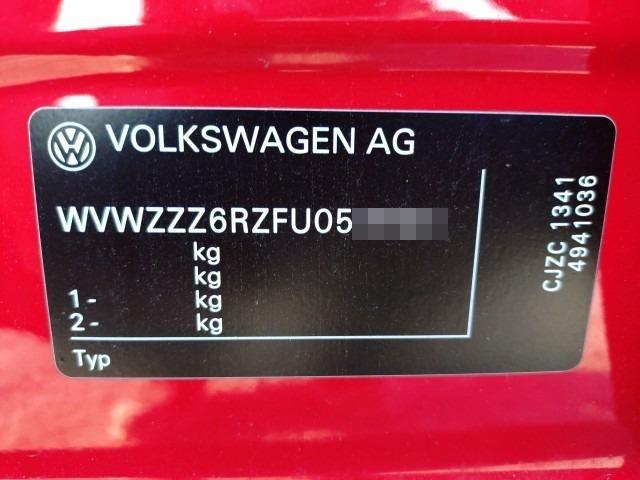 VOLKSWAGEN AG
WVWZZZ6RZFU05
kg
kg
1- kg
2- kg
Typ
CJZC 1341
4941036